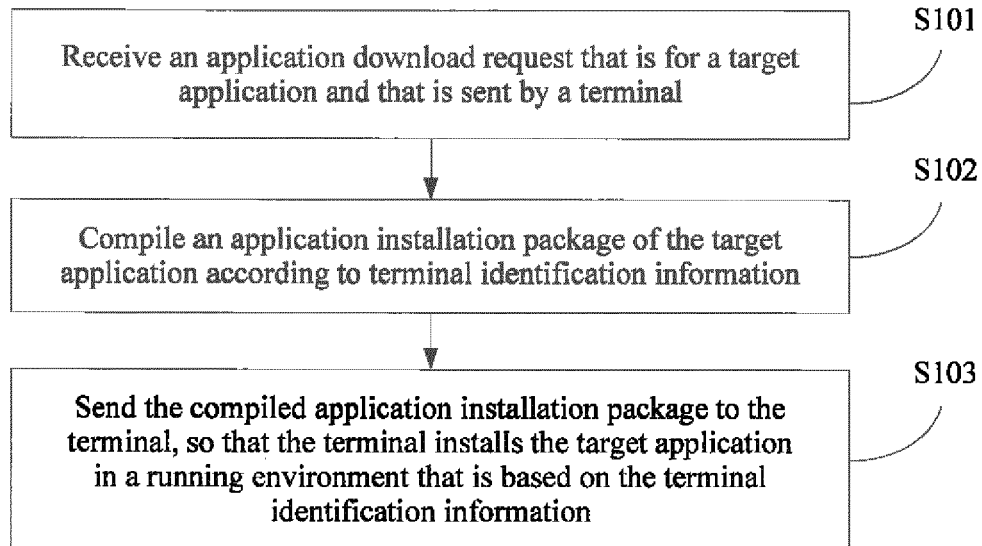 S101
Receive an application download request that is for a target
application and that is sent by a terminal
S102
Compile an application installation package of the target
application according to terminal identification information
S103
Send the compiled application installation package to the
terminal, so that the terminal installs the target application
in a running environment that is based on the terminal
identification information